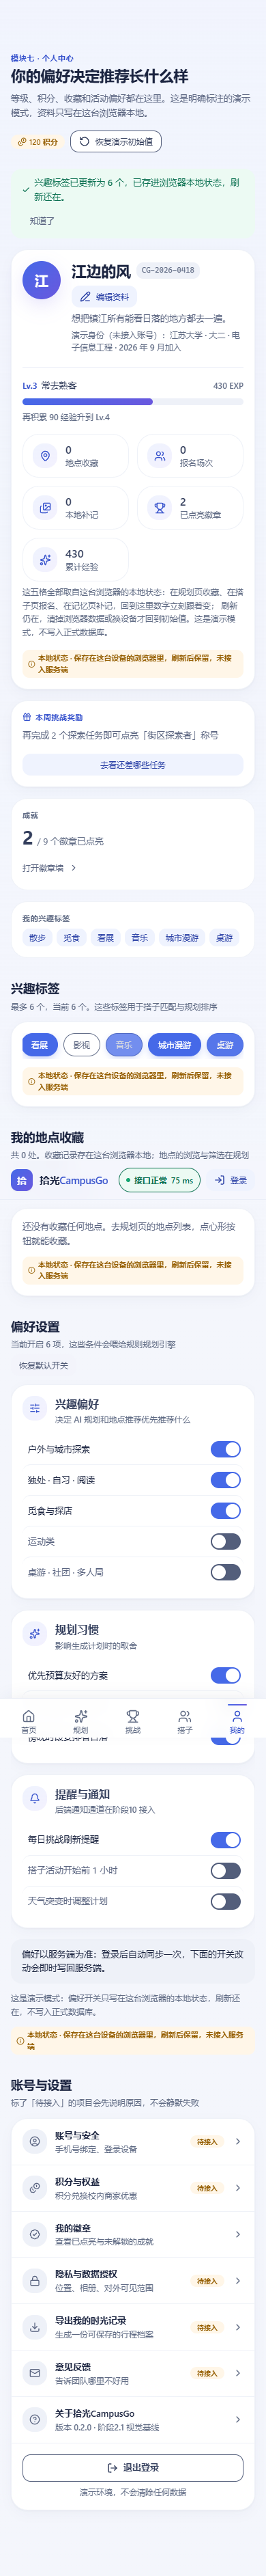 模块七 · 个人中心
你的偏好决定推荐长什么样
等级、积分、收藏和活动偏好都在这里。这是明确标注的演示
模式，资料只写在这台浏览器本地。
120 积分
恢复演示初始值
兴趣标签已更新为 6 个，已存进浏览器本地状态，刷
新还在。
知道了
江
江边的风 CG-2026-0418
编辑资料
想把镇江所有能看日落的地方都去一遍。
演示身份（未接入账号）：江苏大学 · 大二 · 电
子信息工程 · 2026 年 9 月加入
Lv.3 常去熟客
430 EXP
再积累 90 经验升到 Lv.4
0
地点收藏
0
报名场次
0
本地补记
2
已点亮徽章
430
累计经验
这五格全部取自这台浏览器的本地状态：在规划页收藏、在搭
子页报名、在记忆页补记，回到这里数字立刻跟着变； 刷新
仍在，清掉浏览器数据或换设备才回到初始值。这是演示模
式，不写入正式数据库。
本地状态 · 保存在这台设备的浏览器里，刷新后保留，未接
入服务端
本周挑战奖励
再完成 2 个探索任务即可点亮「街区探索者」称号
去看还差哪些任务
成就
2 / 9 个徽章已点亮
打开徽章墙
我的兴趣标签
散步
觅食
看展
音乐
城市漫游
桌游
兴趣标签
最多 6 个，当前 6 个。这些标签用于搭子匹配与规划排序
看展
影视
音乐
城市漫游
桌游
本地状态 · 保存在这台设备的浏览器里，刷新后保留，未接
入服务端
我的地点收藏
共 0 处。收藏记录存在这台浏览器本地；地点的浏览与筛选在规划
拾
拾光CampusGo
接口正常 75 ms
登录
还没有收藏任何地点。去规划页的地点列表，点心形按
钮就能收藏。
本地状态 · 保存在这台设备的浏览器里，刷新后保留，未接
入服务端
偏好设置
当前开启 6 项，这些条件会喂给规则规划引擎
恢复默认开关
兴趣偏好
决定 AI 规划和地点推荐优先推荐什么
户外与城市探索
独处 · 自习 · 阅读
觅食与探店
运动类
桌游 · 社团 · 多人局
规划习惯
影响生成计划时的取舍
优先预算友好的方案
首页
规划
挑战
搭子
我的
提醒与通知
后端通知通道在阶段10 接入
每日挑战刷新提醒
搭子活动开始前 1 小时
天气突变时调整计划
偏好以服务端为准：登录后自动同步一次，下面的开关改
动会即时写回服务端。
这是演示模式：偏好开关只写在这台浏览器的本地状态，刷新还
在，不写入正式数据库。
本地状态 · 保存在这台设备的浏览器里，刷新后保留，未接入服务
端
账号与设置
标了「待接入」的项目会先说明原因，不会静默失败
账号与安全
手机号绑定、登录设备
待接入
积分与权益
积分兑换校内商家优惠
待接入
我的徽章
查看已点亮与未解锁的成就
隐私与数据授权
位置、相册、对外可见范围
待接入
导出我的时光记录
生成一份可保存的行程档案
待接入
意见反馈
告诉团队哪里不好用
待接入
关于拾光CampusGo
版本 0.2.0 · 阶段2.1 视觉基线
退出登录
演示环境，不会清除任何数据